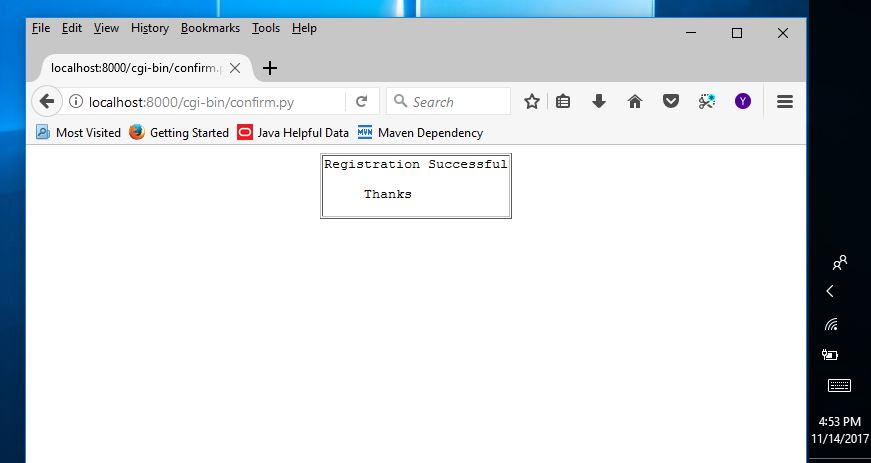 File Edit View History Bookmarks Tools Help
localhost:8000/cgi-bin/confirm.p
localhost:8000/cgi-bin/confirm.py Search Y
Most Visited Getting Started Java Helpful Data MVN Maven Dependency
Registration Successful
Thanks
4:53 PM
11/14/2017